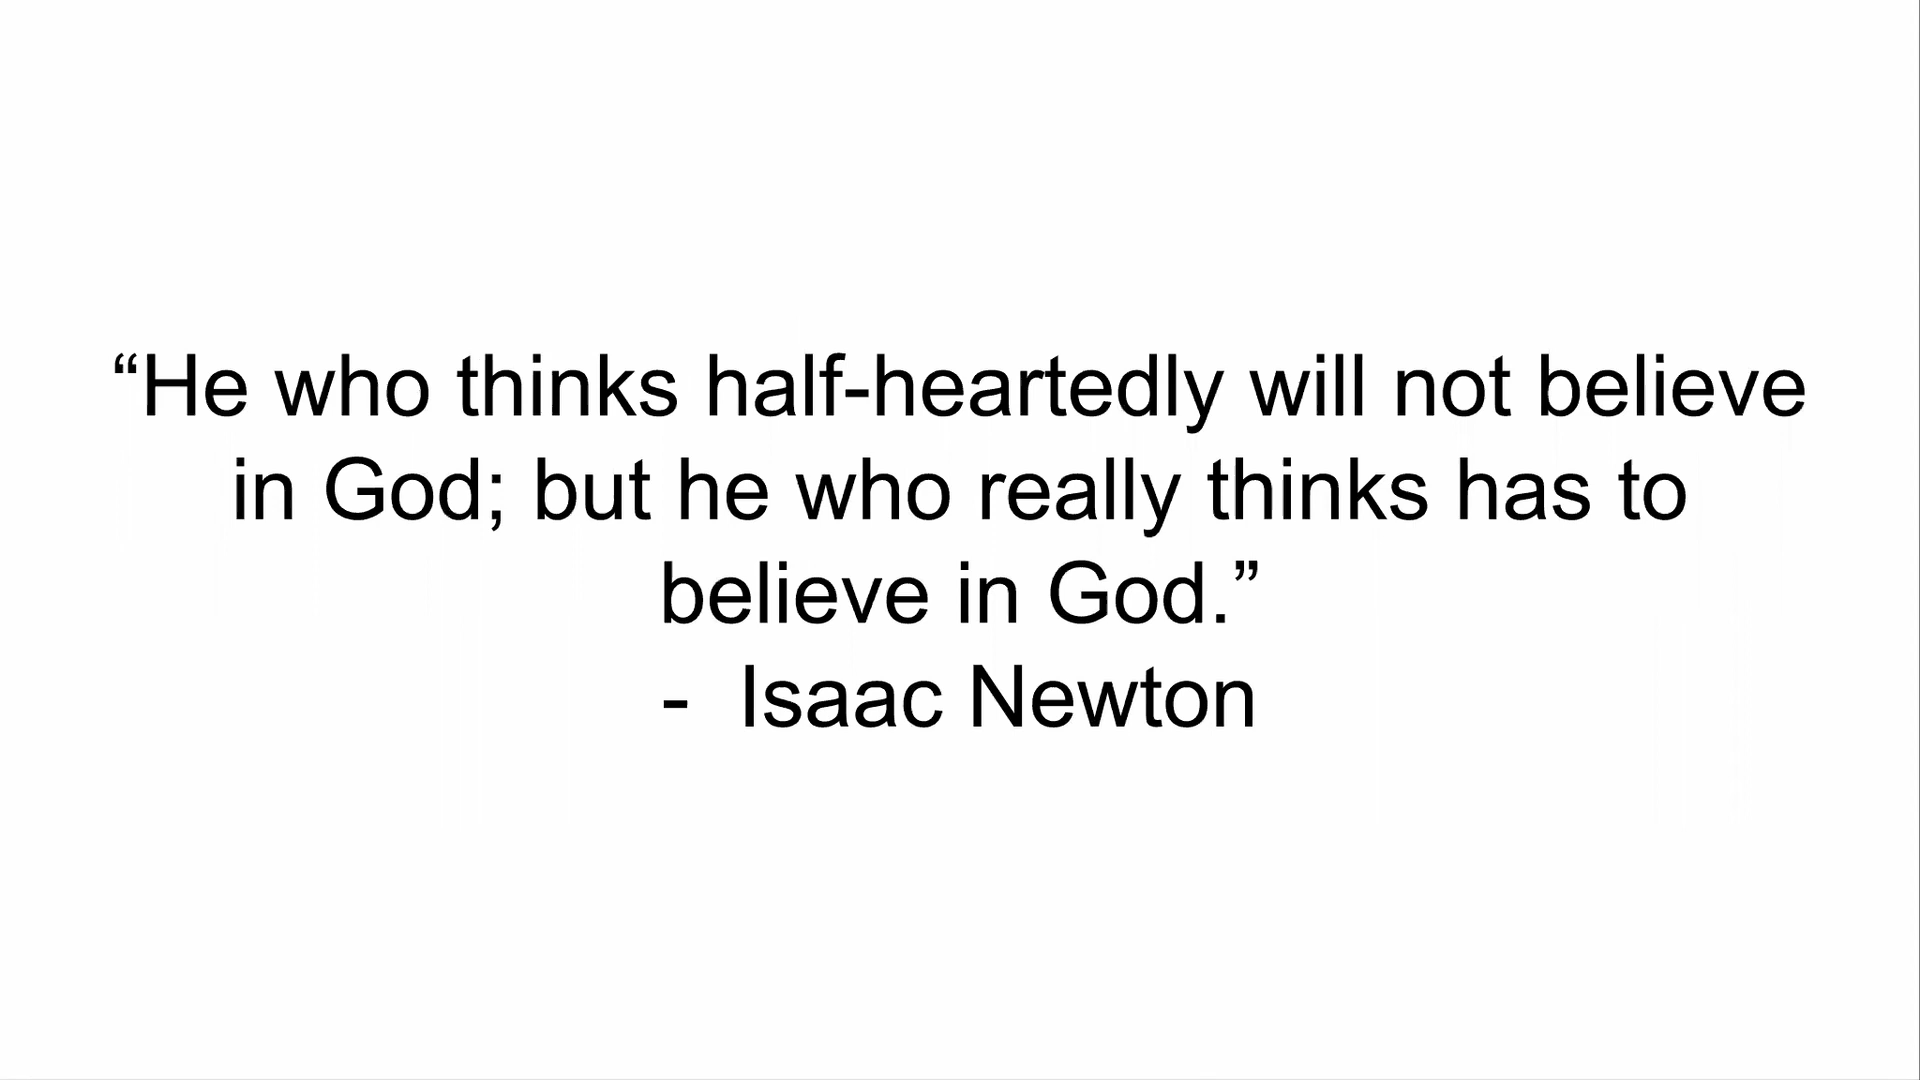 “He who thinks half-heartedly will not believe
in God; but he who really thinks has to
believe in God.”
-  Isaac Newton